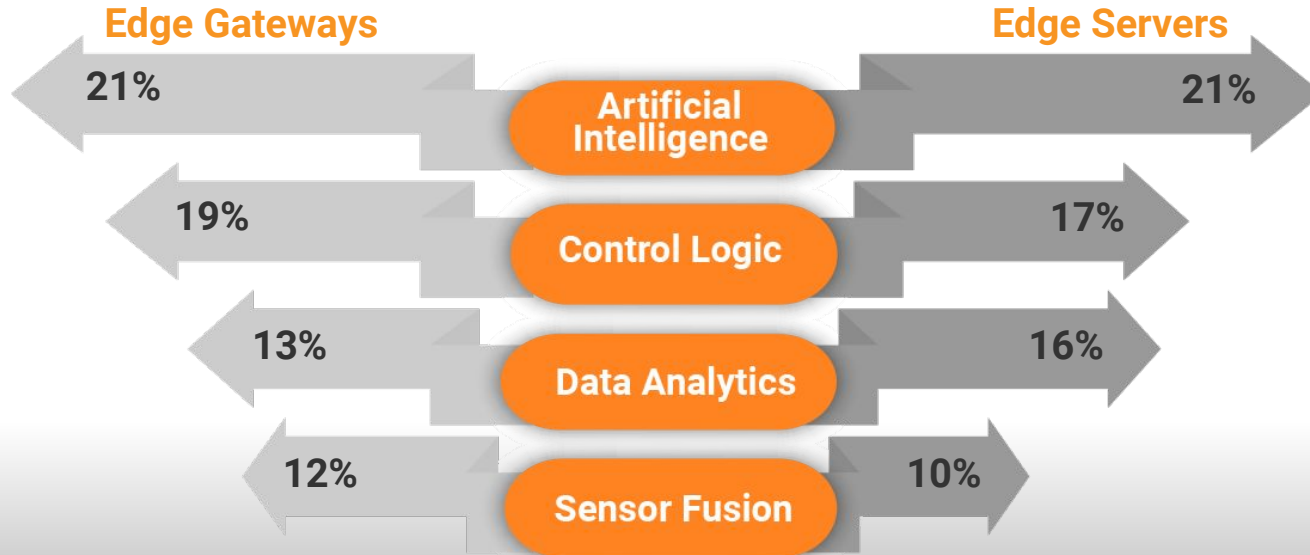 Edge Gateways
Edge Servers
21%
Artificial
Intelligence
21%
19%
Control Logic
17%
13%
Data Analytics
16%
12%
Sensor Fusion
10%